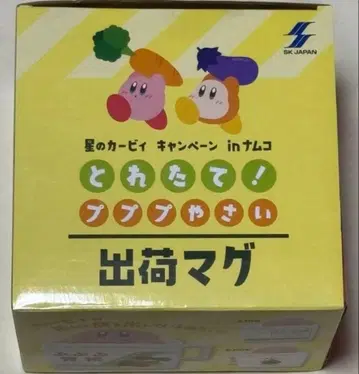 SK JAPAN
星のカービィ キャンペーン inナムコ
とれたて!
プププやさい
出荷マグ